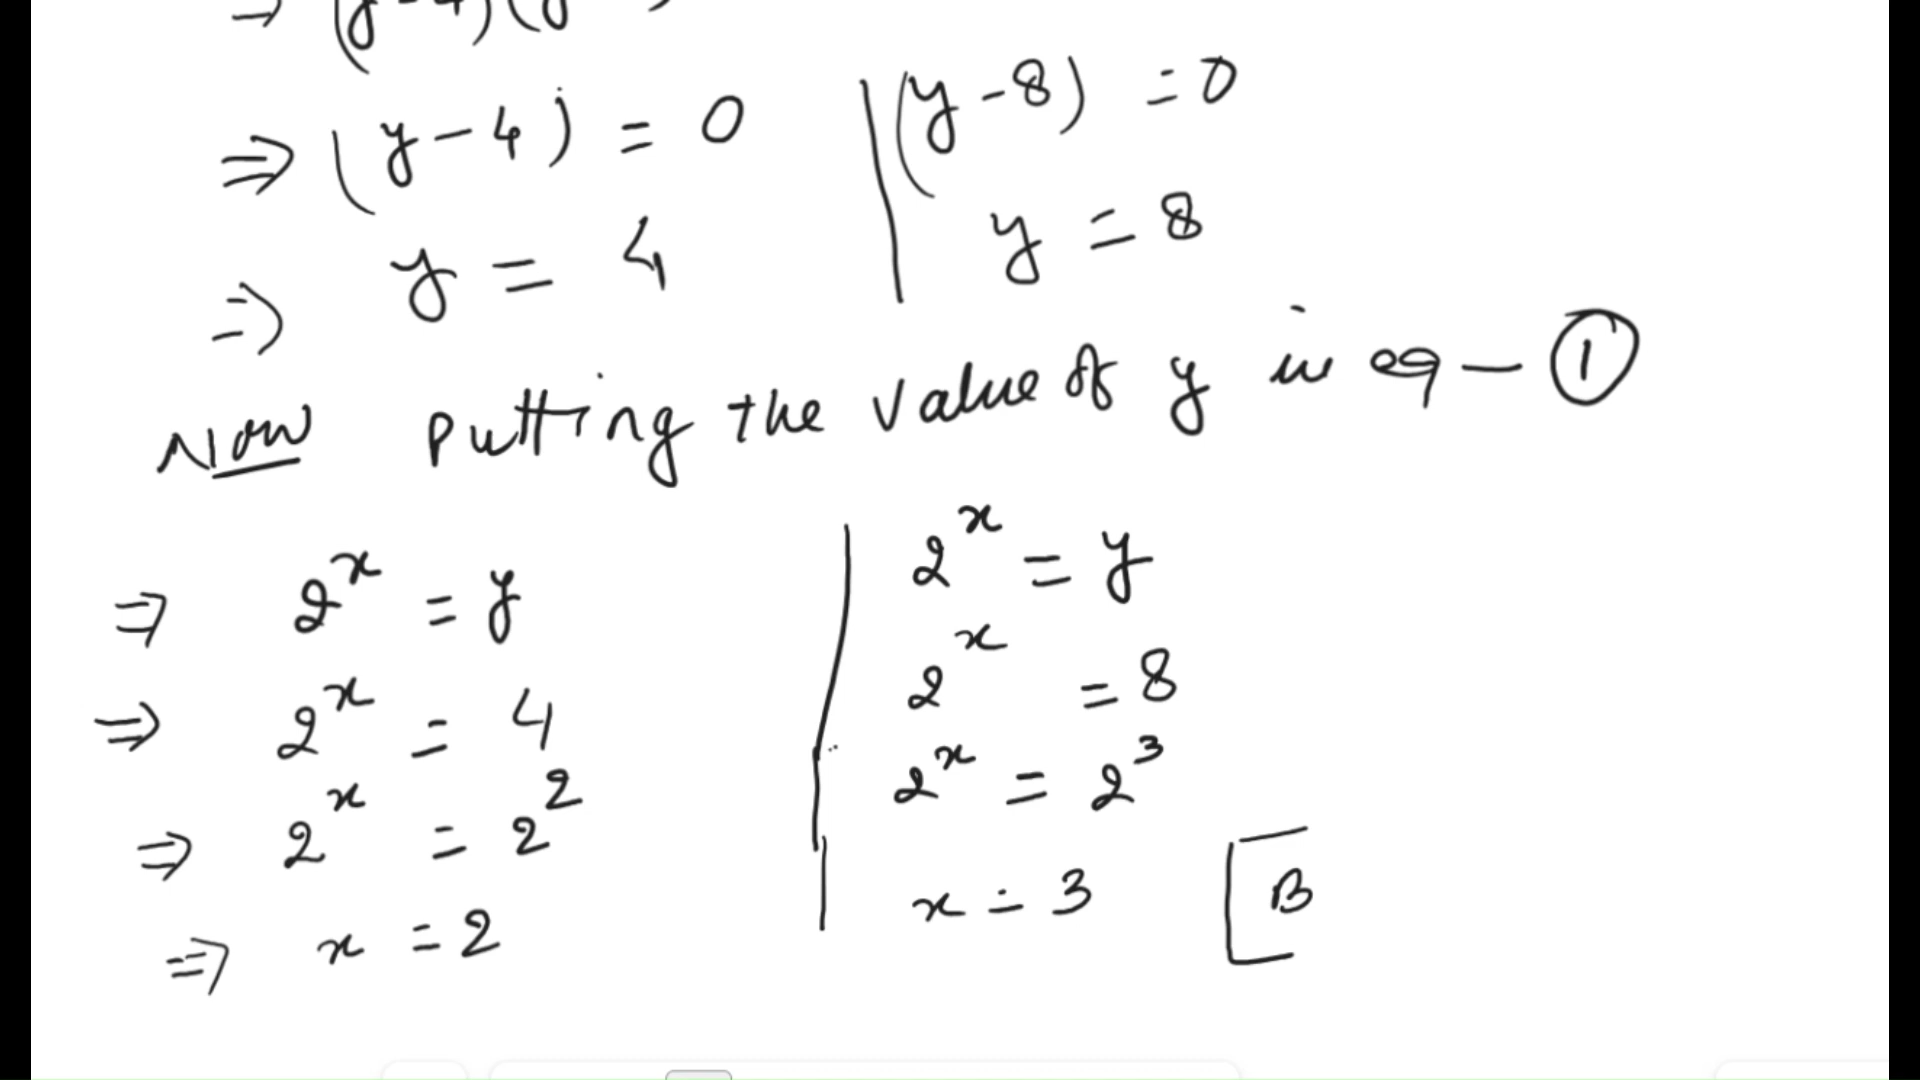 ⇒ (y-4)(y
⇒ (y-4) = 0 | (y-8) = 0
⇒ y = 4 | y = 8
Now putting the value of y in eq — ①
⇒ 2^x = y | 2^x = y
⇒ 2^x = 4 | 2^x = 8
⇒ 2^x = 2^2 | 2^x = 2^3
⇒ x = 2 | x = 3 [B